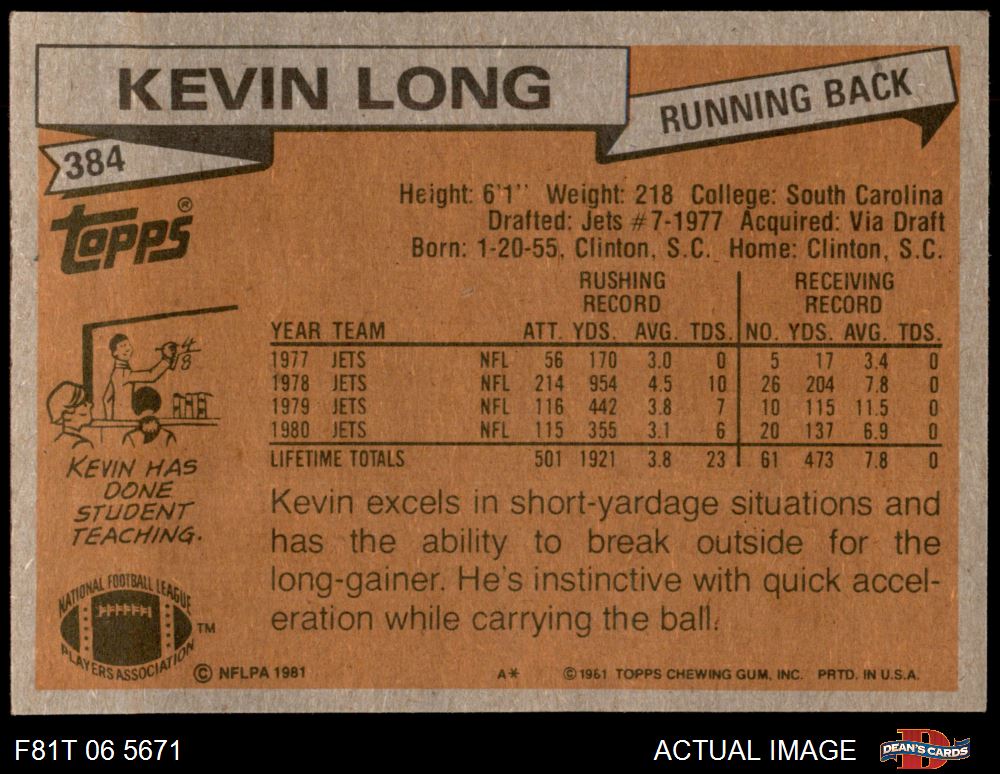 KEVIN LONG
RUNNING BACK
384
Topps®
Height: 6'1'' Weight: 218 College: South Carolina
Drafted: Jets #7-1977 Acquired: Via Draft
Born: 1-20-55, Clinton, S.C. Home: Clinton, S.C.
RUSHING RECORD RECEIVING RECORD
YEAR TEAM ATT. YDS. AVG. TDS. NO. YDS. AVG. TDS.
1977 JETS NFL 56 170 3.0 0 5 17 3.4 0
1978 JETS NFL 214 954 4.5 10 26 204 7.8 0
1979 JETS NFL 116 442 3.8 7 10 115 11.5 0
1980 JETS NFL 115 355 3.1 6 20 137 6.9 0
LIFETIME TOTALS 501 1921 3.8 23 61 473 7.8 0
4/8
KEVIN HAS
DONE
STUDENT
TEACHING.
Kevin excels in short-yardage situations and
has the ability to break outside for the
long-gainer. He's instinctive with quick accel-
eration while carrying the ball.
NATIONAL FOOTBALL LEAGUE
PLAYERS ASSOCIATION
TM
© NFLPA 1981 A* © 1981 TOPPS CHEWING GUM, INC. PRTD. IN U.S.A.
F81T 06 5671 ACTUAL IMAGE DEAN'S CARDS